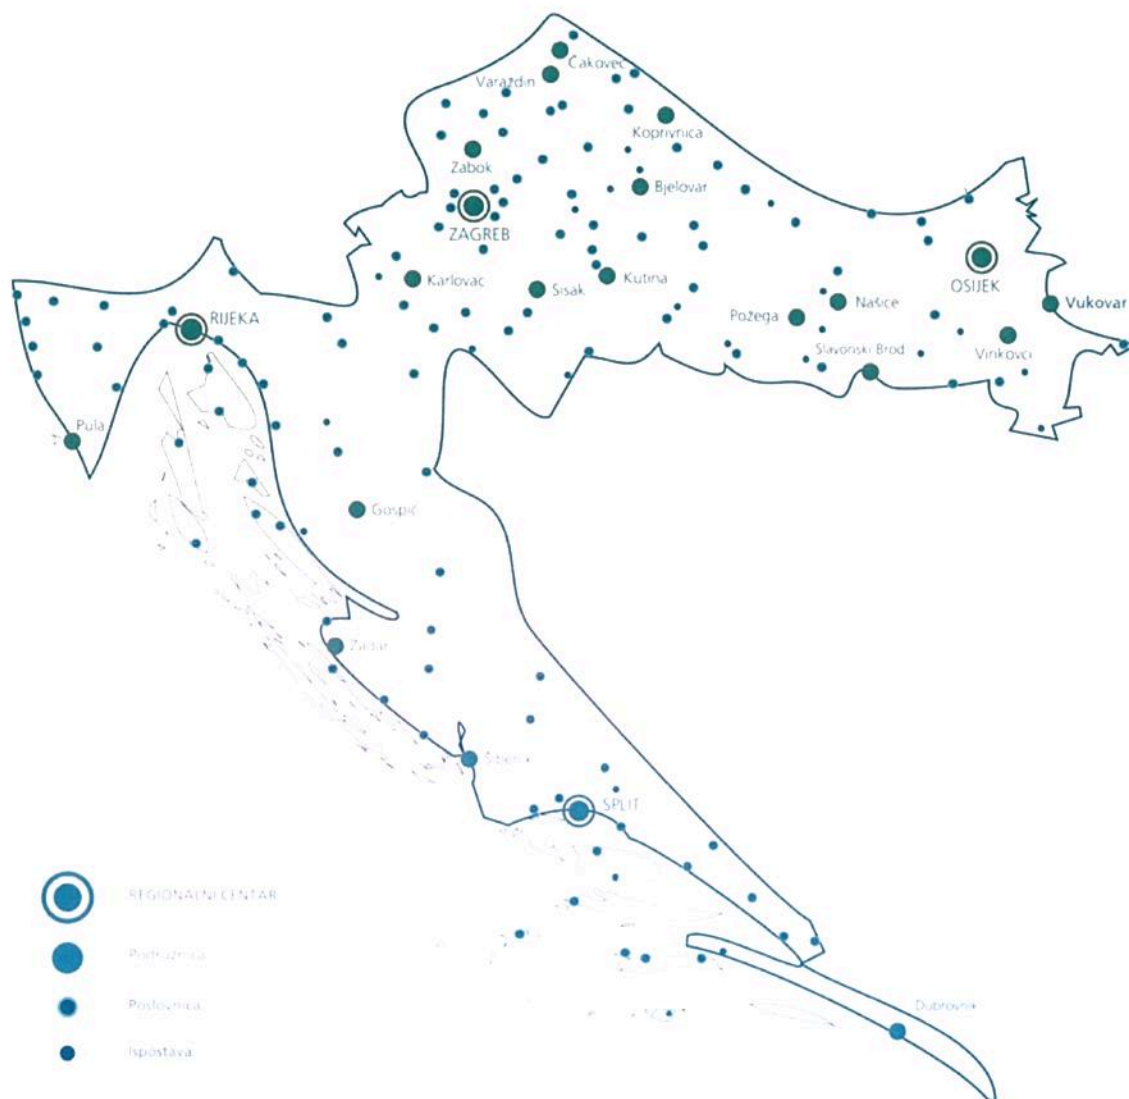 Čakovec
Varaždin
Koprivnica
Zabok
Bjelovar
ZAGREB
Karlovac
Sisak
Kutina
OSIJEK
Našice
Vukovar
Požega
RIJEKA
Vinkovci
Slavonski Brod
Pula
Gospić
Zadar
Šibenik
SPLIT
REGIONALNI CENTAR
Podružnica
Poslovnica
Ispostava
Dubrovnik